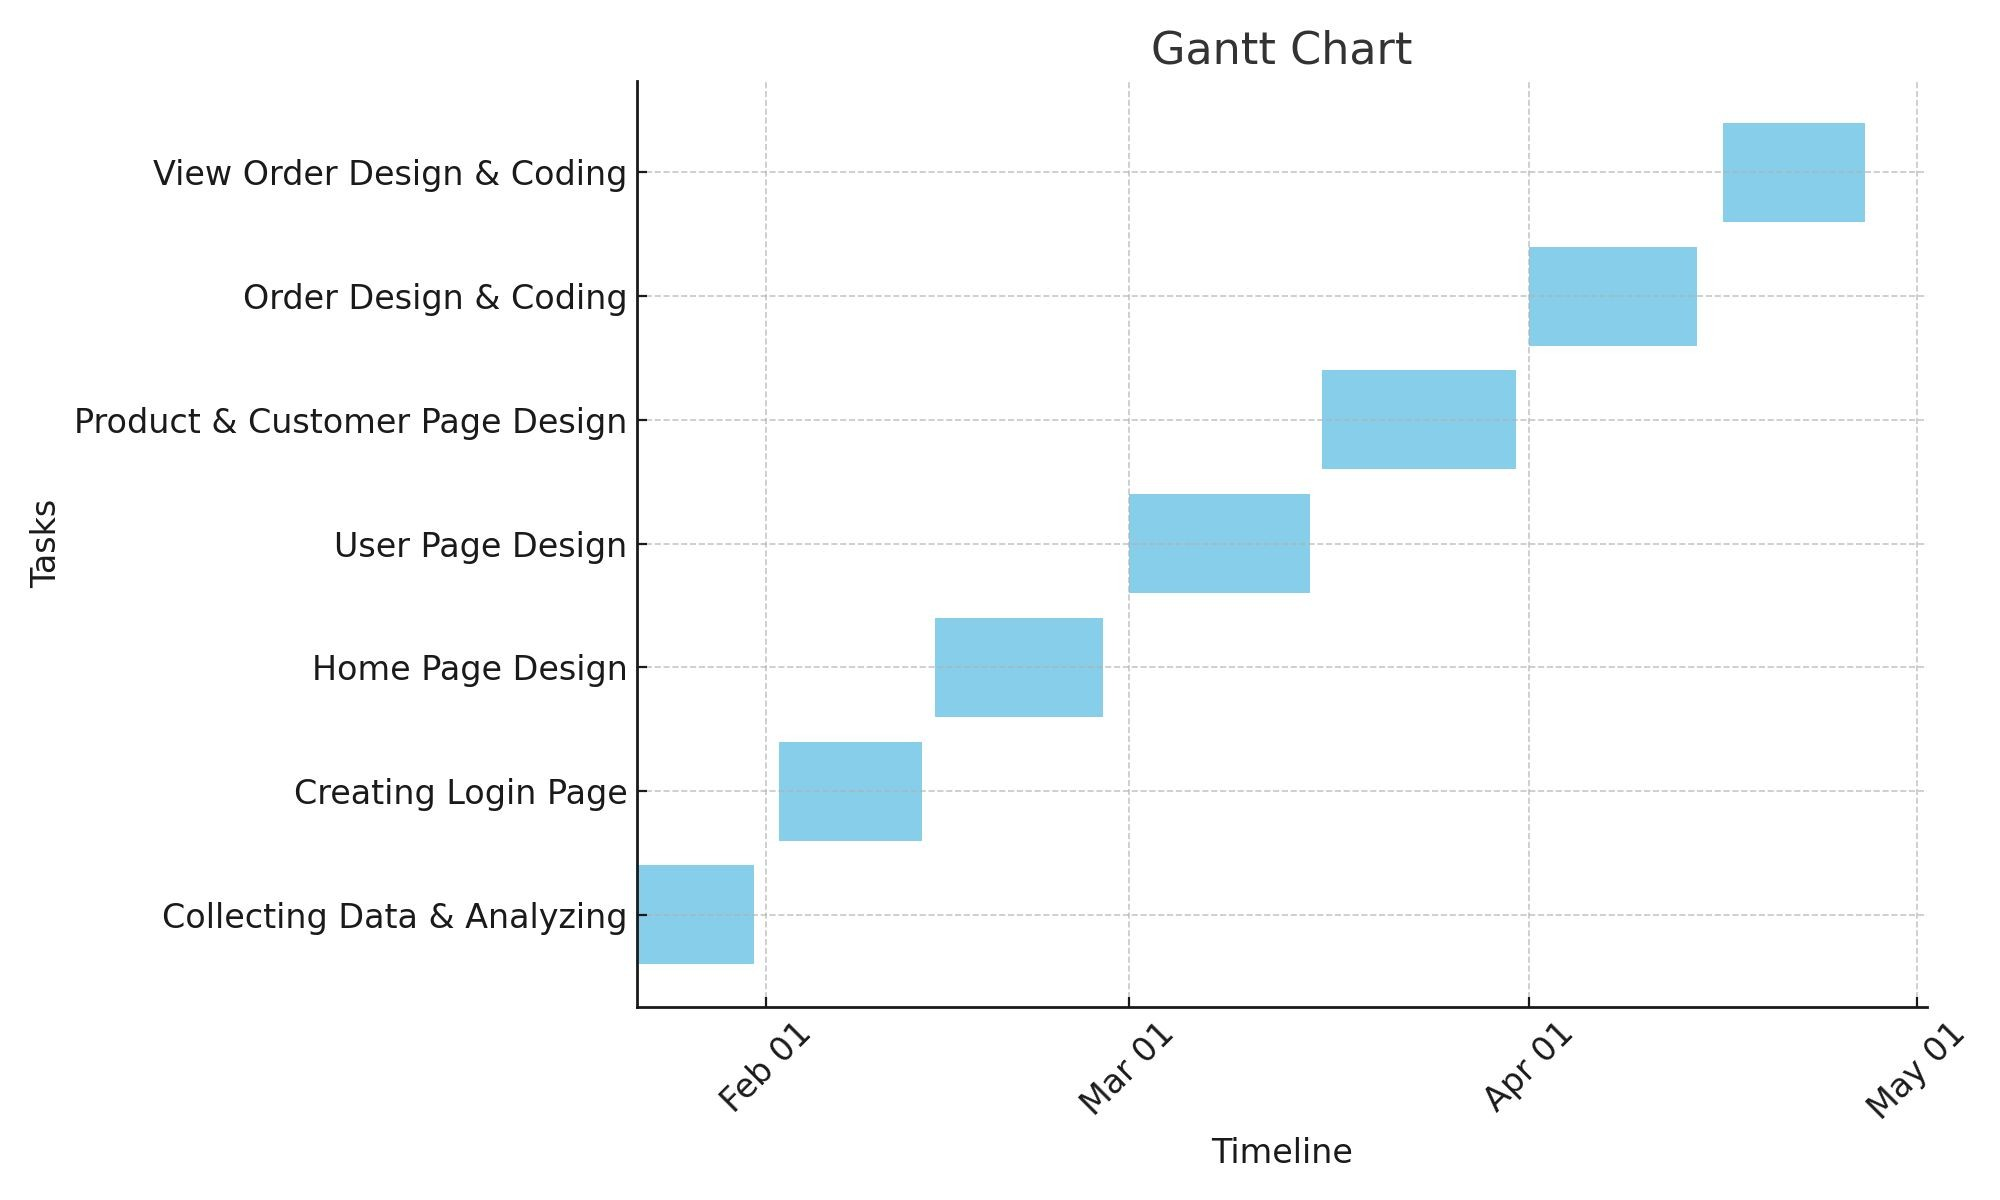 Gantt Chart
View Order Design & Coding
Order Design & Coding
Product & Customer Page Design
User Page Design
Home Page Design
Creating Login Page
Collecting Data & Analyzing
Tasks
Feb 01
Mar 01
Apr 01
May 01
Timeline